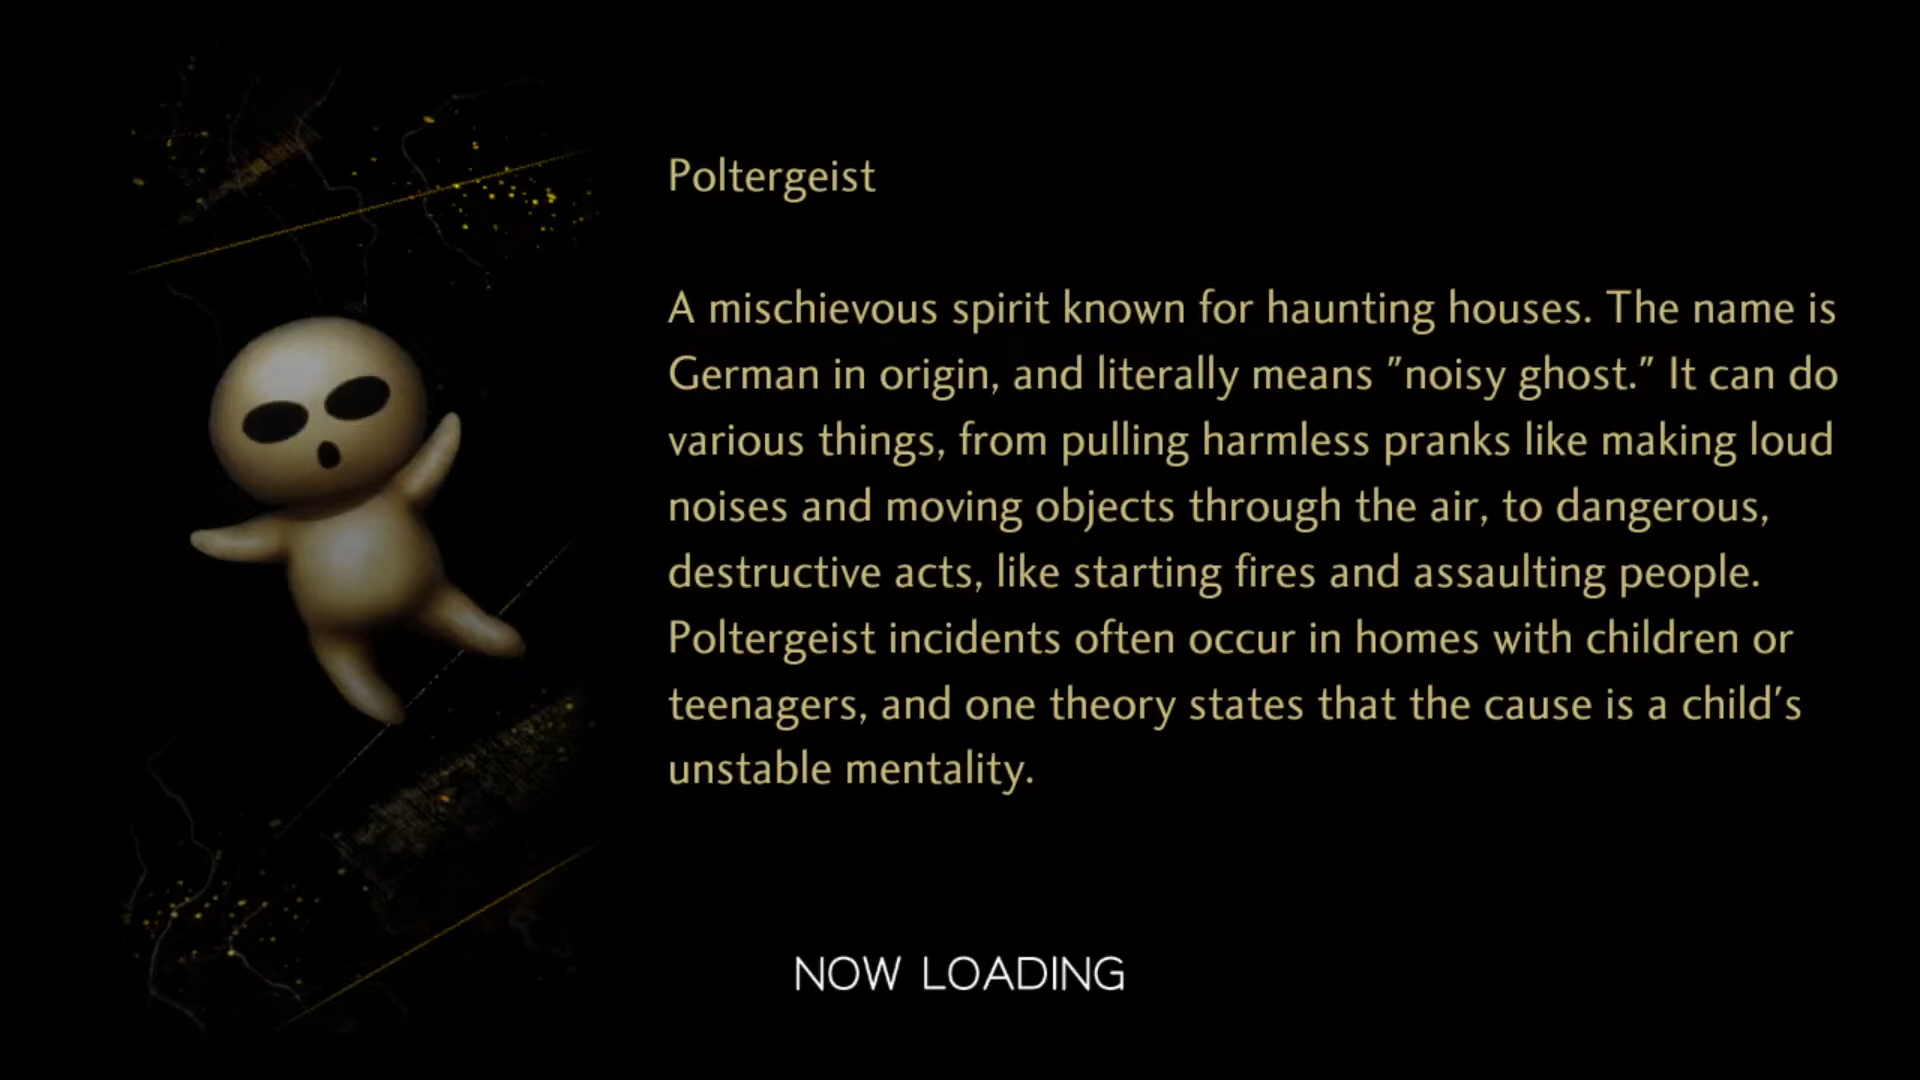 Poltergeist
A mischievous spirit known for haunting houses. The name is
German in origin, and literally means "noisy ghost." It can do
various things, from pulling harmless pranks like making loud
noises and moving objects through the air, to dangerous,
destructive acts, like starting fires and assaulting people.
Poltergeist incidents often occur in homes with children or
teenagers, and one theory states that the cause is a child's
unstable mentality.
NOW LOADING